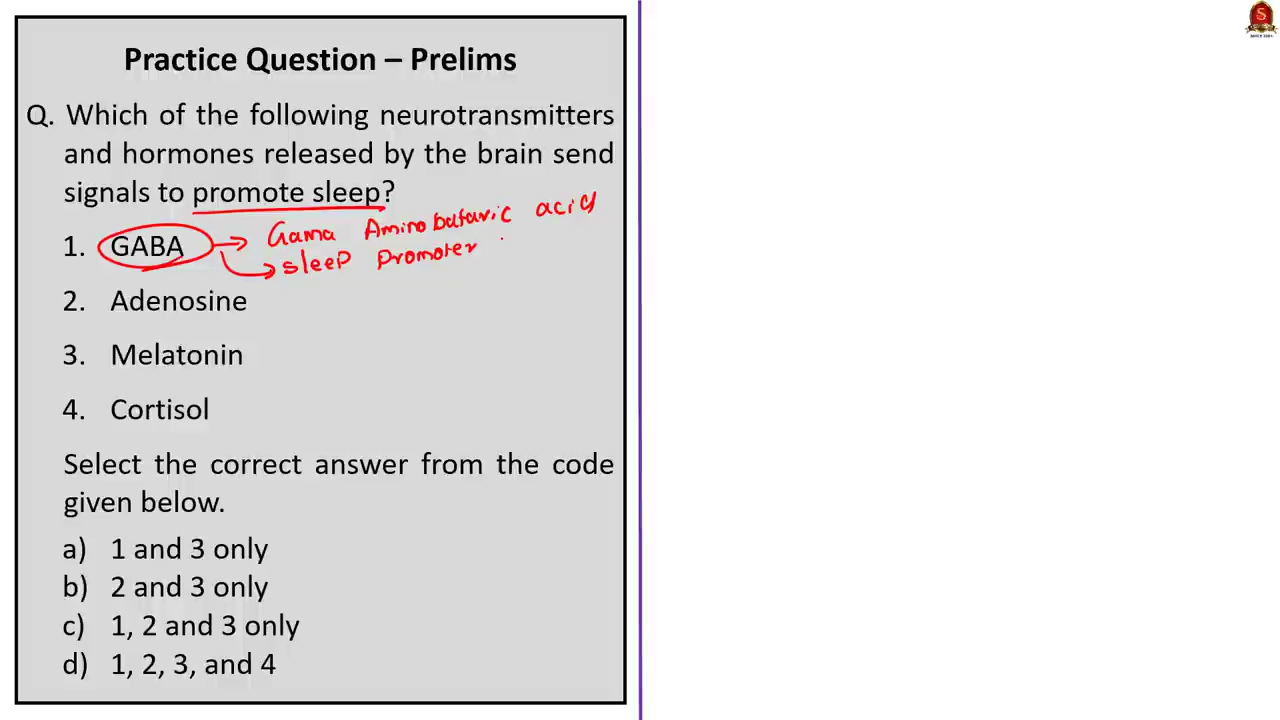 Practice Question – Prelims
Q. Which of the following neurotransmitters
and hormones released by the brain send
signals to promote sleep?
1. GABA
Gama Aminobutaric acid
sleep Promoter
2. Adenosine
3. Melatonin
4. Cortisol
Select the correct answer from the code
given below.
a) 1 and 3 only
b) 2 and 3 only
c) 1, 2 and 3 only
d) 1, 2, 3, and 4
S